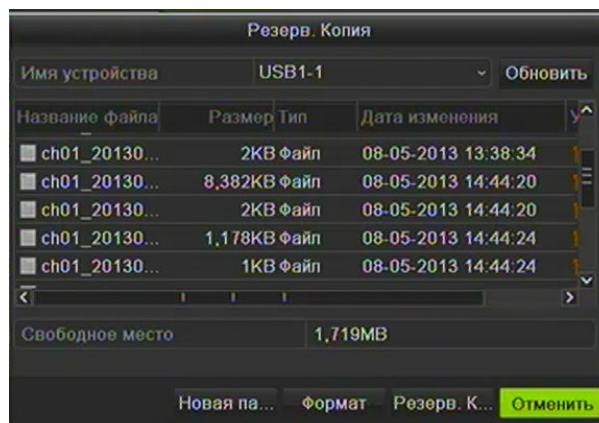 Резерв. Копия
Имя устройства USB1-1 Обновить
Название файла Размер Тип Дата изменения
ch01_20130... 2KB Файл 08-05-2013 13:38:34
ch01_20130... 8,382KB Файл 08-05-2013 14:44:20
ch01_20130... 2KB Файл 08-05-2013 14:44:20
ch01_20130... 1,178KB Файл 08-05-2013 14:44:24
ch01_20130... 1KB Файл 08-05-2013 14:44:24
Свободное место 1,719MB
Новая па... Формат Резерв. К... Отменить